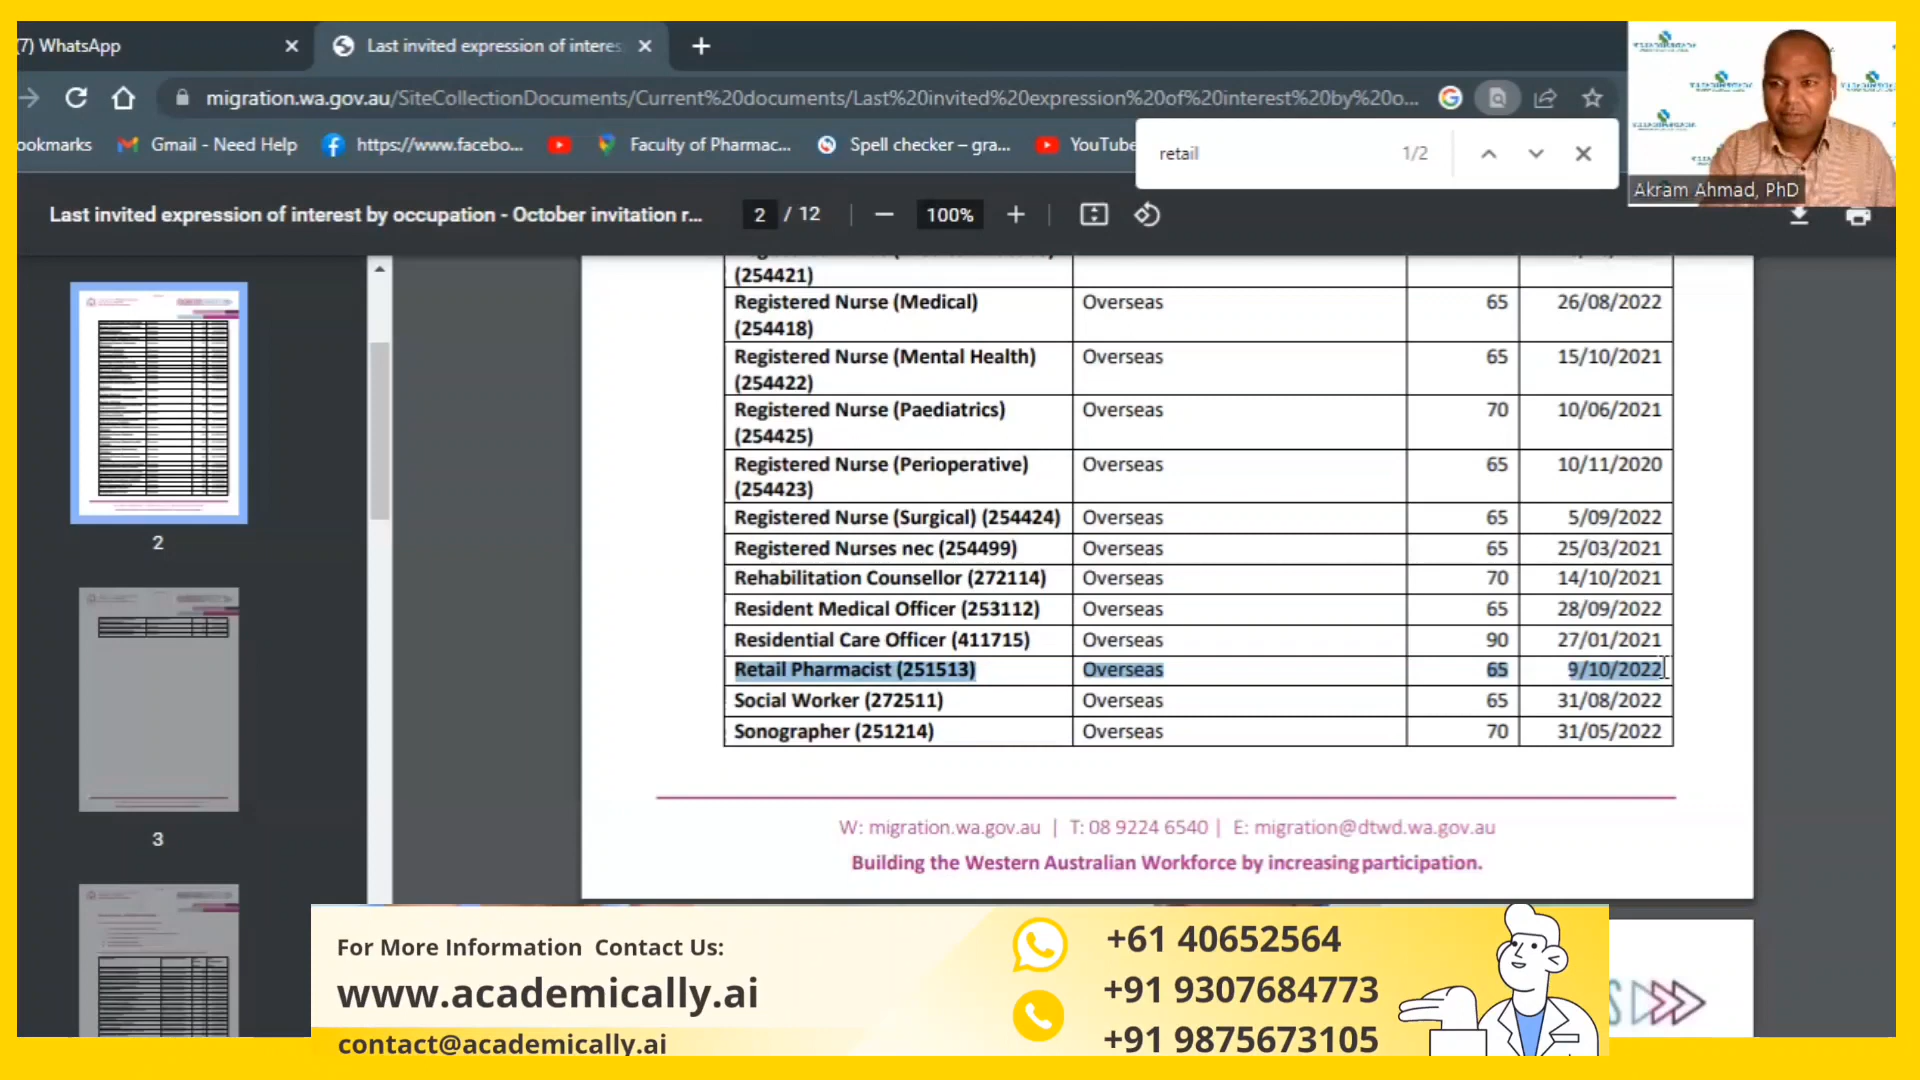 7) WhatsApp
Last invited expression of interes
migration.wa.gov.au/SiteCollectionDocuments/Current%20documents/Last%20invited%20expression%20of%20interest%20by%20o...
ookmarks
Gmail - Need Help
https://www.facebo...
Faculty of Pharmac...
Spell checker – gra...
YouTube
retail
1/2
Akram Ahmad, PhD
Last invited expression of interest by occupation - October invitation r...
2 / 12
100%
(254421)
Registered Nurse (Medical) Overseas 65 26/08/2022
(254418)
Registered Nurse (Mental Health) Overseas 65 15/10/2021
(254422)
Registered Nurse (Paediatrics) Overseas 70 10/06/2021
(254425)
Registered Nurse (Perioperative) Overseas 65 10/11/2020
(254423)
Registered Nurse (Surgical) (254424) Overseas 65 5/09/2022
Registered Nurses nec (254499) Overseas 65 25/03/2021
Rehabilitation Counsellor (272114) Overseas 70 14/10/2021
Resident Medical Officer (253112) Overseas 65 28/09/2022
Residential Care Officer (411715) Overseas 90 27/01/2021
Retail Pharmacist (251513) Overseas 65 9/10/2022
Social Worker (272511) Overseas 65 31/08/2022
Sonographer (251214) Overseas 70 31/05/2022
W: migration.wa.gov.au | T: 08 9224 6540 | E: migration@dtwd.wa.gov.au
Building the Western Australian Workforce by increasing participation.
2
3
For More Information Contact Us:
www.academically.ai
contact@academically.ai
+61 40652564
+91 9307684773
+91 9875673105